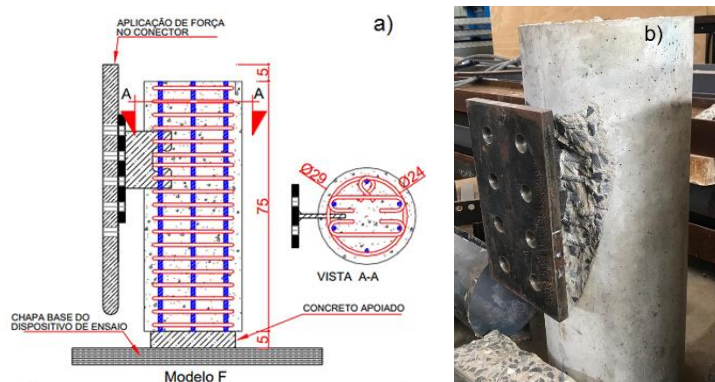 APLICAÇÃO DE FORÇA
NO CONECTOR
a)
b)
5
A
A
Ø29
Ø24
75
VISTA A-A
CHAPA BASE DO
DISPOSITIVO DE ENSAIO
CONCRETO APOIADO
5
Modelo F